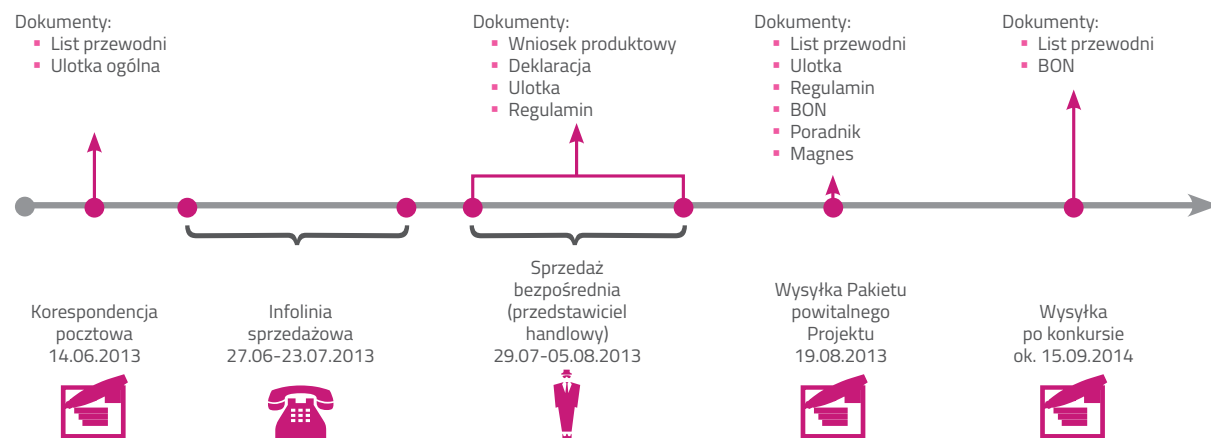 Dokumenty:
List przewodni
Ulotka ogólna
Dokumenty:
Wniosek produktowy
Deklaracja
Ulotka
Regulamin
Dokumenty:
List przewodni
Ulotka
Regulamin
BON
Poradnik
Magnes
Dokumenty:
List przewodni
BON
Korespondencja
pocztowa
14.06.2013
Infolinia
sprzedażowa
27.06-23.07.2013
Sprzedaż
bezpośrednia
(przedstawiciel
handlowy)
29.07-05.08.2013
Wysyłka Pakietu
powitalnego
Projektu
19.08.2013
Wysyłka
po konkursie
ok. 15.09.2014